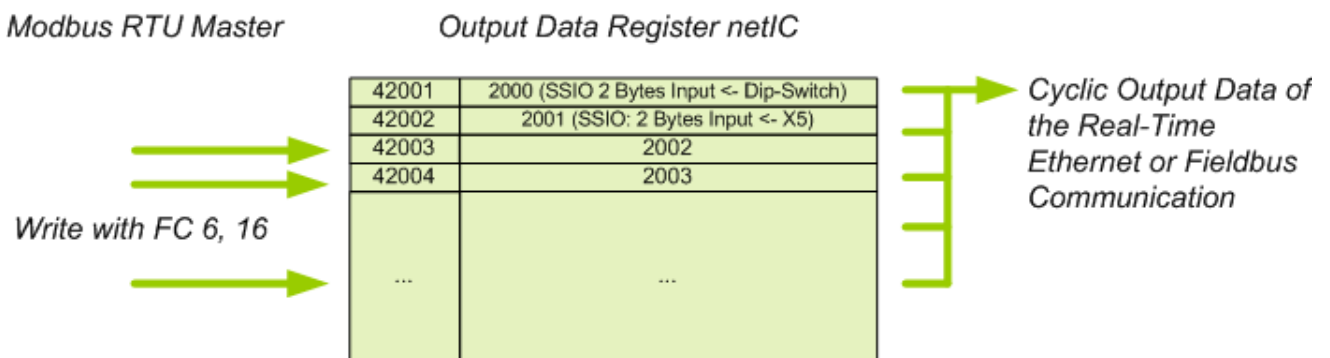 Modbus RTU Master
Output Data Register netIC
42001 2000 (SSIO 2 Bytes Input <- Dip-Switch)
42002 2001 (SSIO: 2 Bytes Input <- X5)
42003 2002
42004 2003
... ...
Write with FC 6, 16
Cyclic Output Data of
the Real-Time
Ethernet or Fieldbus
Communication